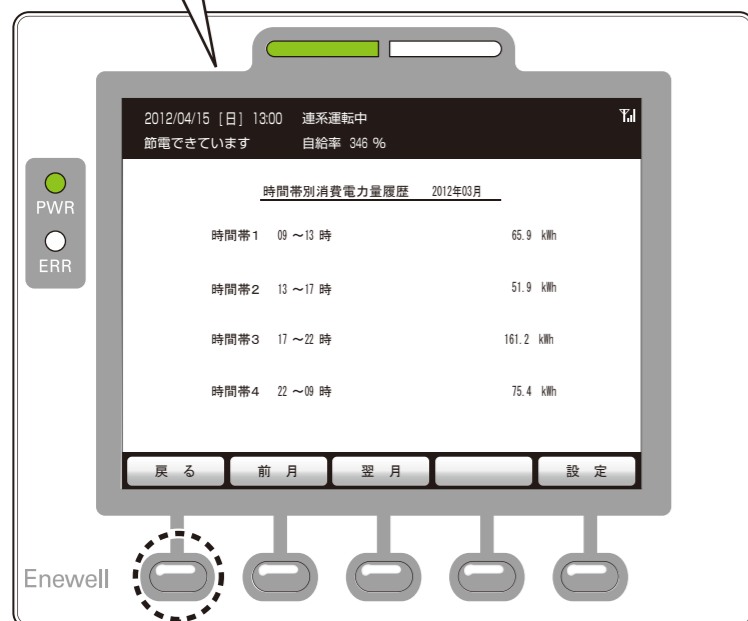 2012/04/15 [日] 13:00 連系運転中
節電できています 自給率 346 %
PWR
ERR
時間帯別消費電力量履歴 2012年03月
時間帯1 09 ～13 時 65.9 kWh
時間帯2 13 ～17 時 51.9 kWh
時間帯3 17 ～22 時 161.2 kWh
時間帯4 22 ～09 時 75.4 kWh
戻 る 前 月 翌 月 設 定
Enewell